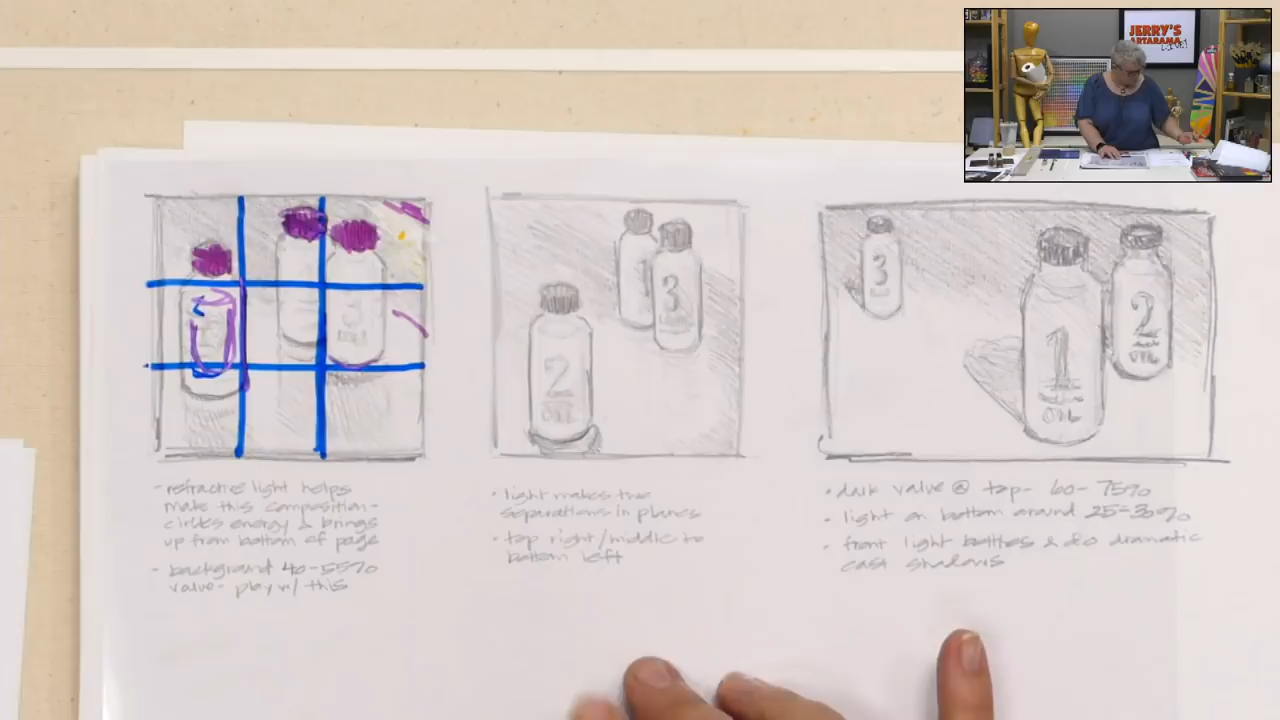 JERRY'S
ARTARAMA
LIVE!
3
2
OIL
3
3
1
OIL
2
OIL
- refractive light helps
make this composition -
circles energy & brings
up from bottom of page
- background 40-55%
value - play w/ this
• light makes the
separations in planes
• top right/middle to
bottom left
• dark value @ top - 60-75%
• light on bottom around 25-30%
• front light bottles & do dramatic
cast shadows